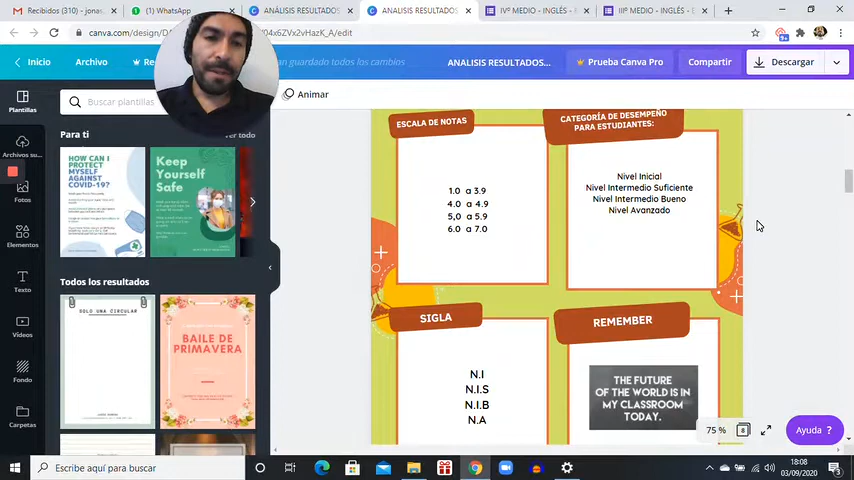 Recibidos (310) - jonas
(1) WhatsApp
ANÁLISIS RESULTADOS
ANALISIS RESULTADOS
IVº MEDIO - INGLÉS - M
IIIº MEDIO - INGLÉS - E
canva.com/design/D
04x6ZVx2vHazK_A/edit
Inicio
Archivo
Re
an guardado todos los cambios
ANALISIS RESULTADOS...
Prueba Canva Pro
Compartir
Descargar
Plantillas
Archivos su...
Fotos
Elementos
Texto
Vídeos
Fondo
Carpetas
Buscar plantillas
Para ti
Ver todo
HOW CAN I
PROTECT
MYSELF
AGAINST
COVID-19?
Keep
Yourself
Safe
Todos los resultados
SOLO UNA CIRCULAR
BAILE DE
PRIMAVERA
Animar
ESCALA DE NOTAS
1.0 a 3.9
4.0 a 4.9
5,0 a 5.9
6.0 a 7.0
CATEGORÍA DE DESEMPEÑO
PARA ESTUDIANTES:
Nivel Inicial
Nivel Intermedio Suficiente
Nivel Intermedio Bueno
Nivel Avanzado
SIGLA
N.I
N.I.S
N.I.B
N.A
REMEMBER
THE FUTURE
OF THE WORLD IS IN
MY CLASSROOM
TODAY.
75 %
8
Ayuda ?
Escribe aquí para buscar
18:08
03/09/2020
3